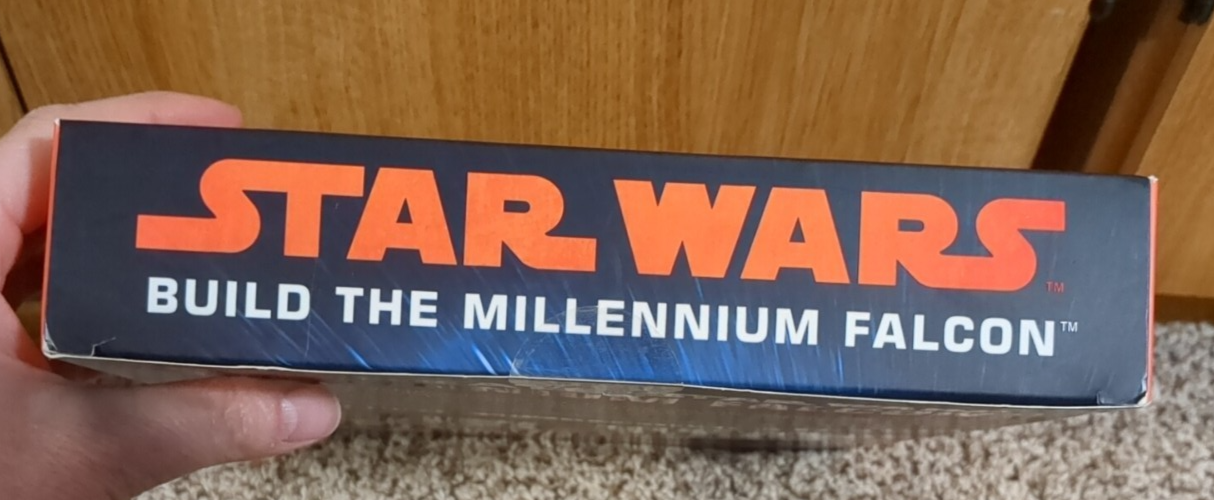 STAR WARS™
BUILD THE MILLENNIUM FALCON™